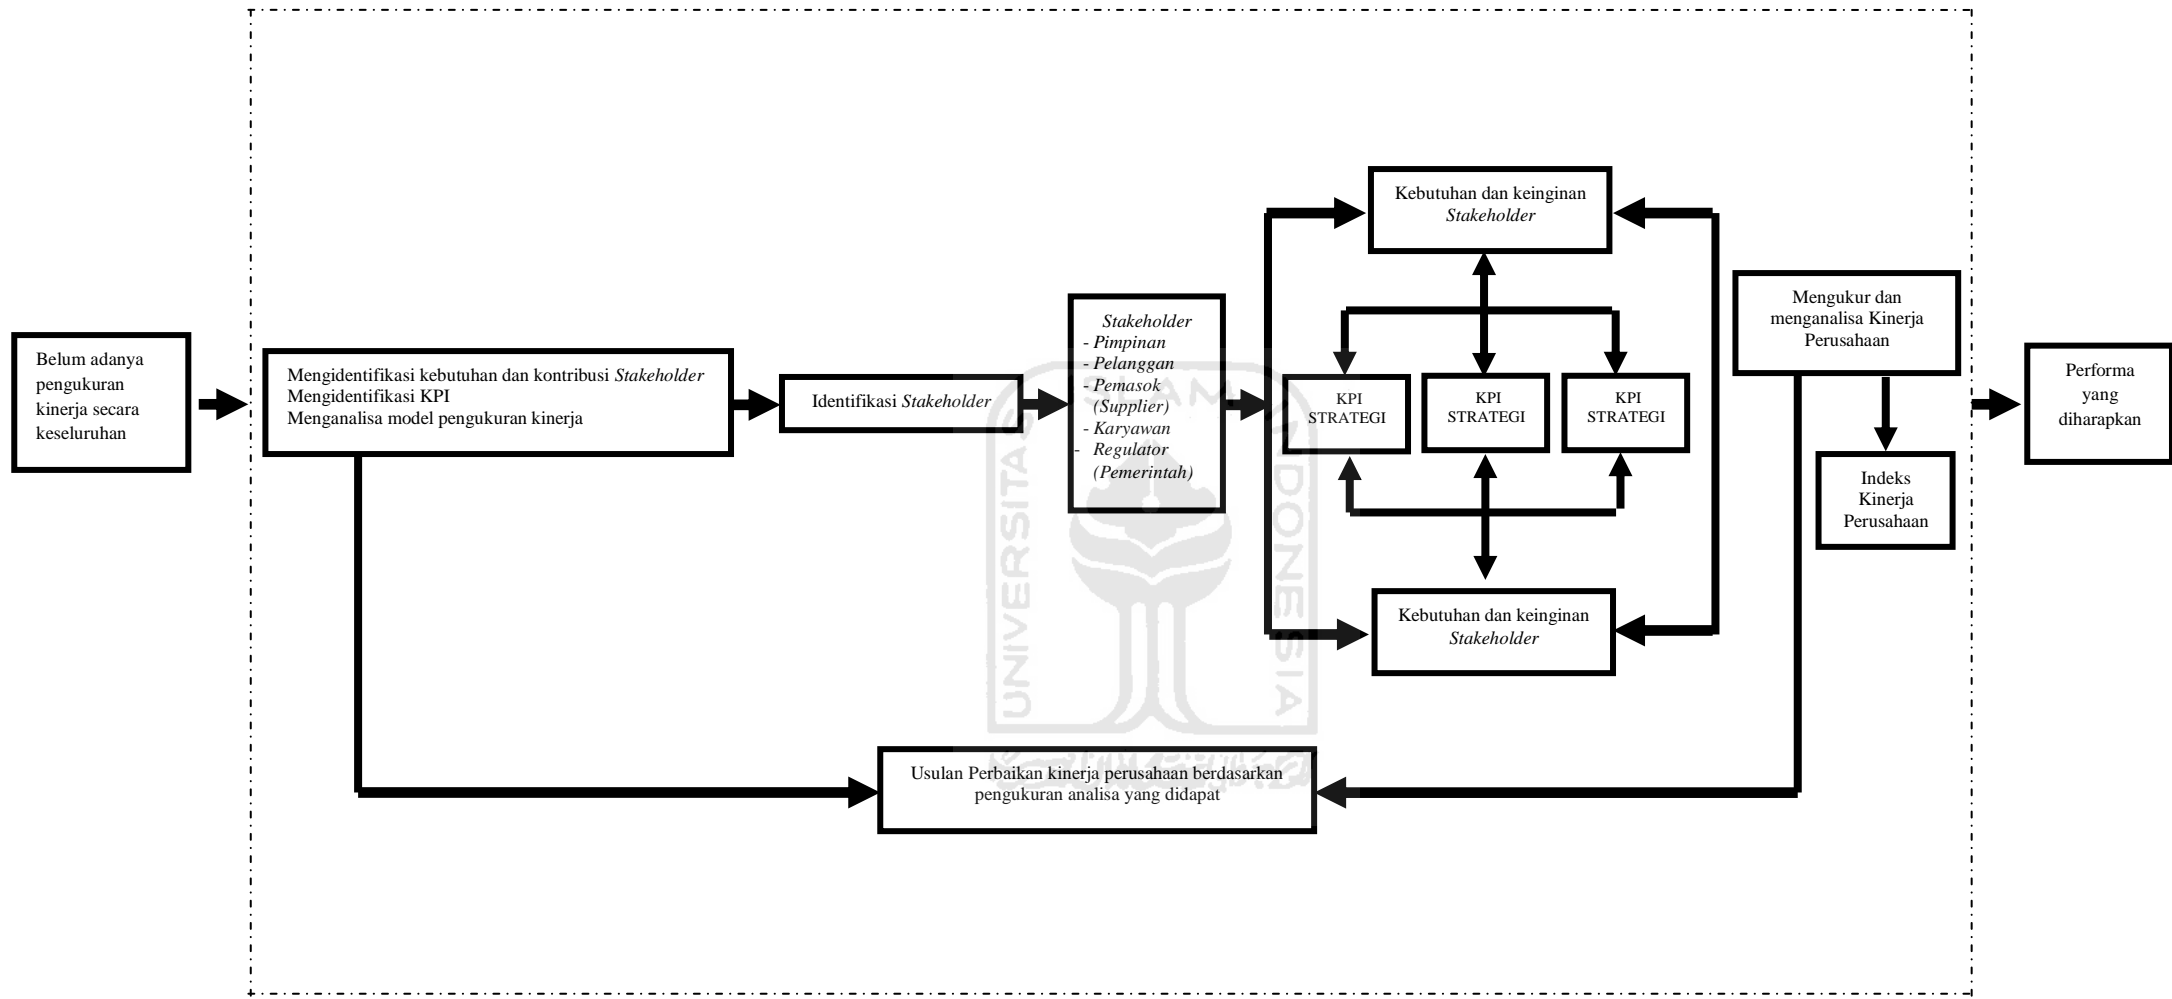 Belum adanya
pengukuran
kinerja secara
keseluruhan
Mengidentifikasi kebutuhan dan kontribusi Stakeholder
Mengidentifikasi KPI
Menganalisa model pengukuran kinerja
Identifikasi Stakeholder
Stakeholder
- Pimpinan
- Pelanggan
- Pemasok
(Supplier)
- Karyawan
- Regulator
(Pemerintah)
Kebutuhan dan keinginan
Stakeholder
KPI
STRATEGI
KPI
STRATEGI
KPI
STRATEGI
Kebutuhan dan keinginan
Stakeholder
Mengukur dan
menganalisa Kinerja
Perusahaan
Indeks
Kinerja
Perusahaan
Performa
yang
diharapkan
Usulan Perbaikan kinerja perusahaan berdasarkan
pengukuran analisa yang didapat
UNIVERSITAS
ISLAM
INDONESIA